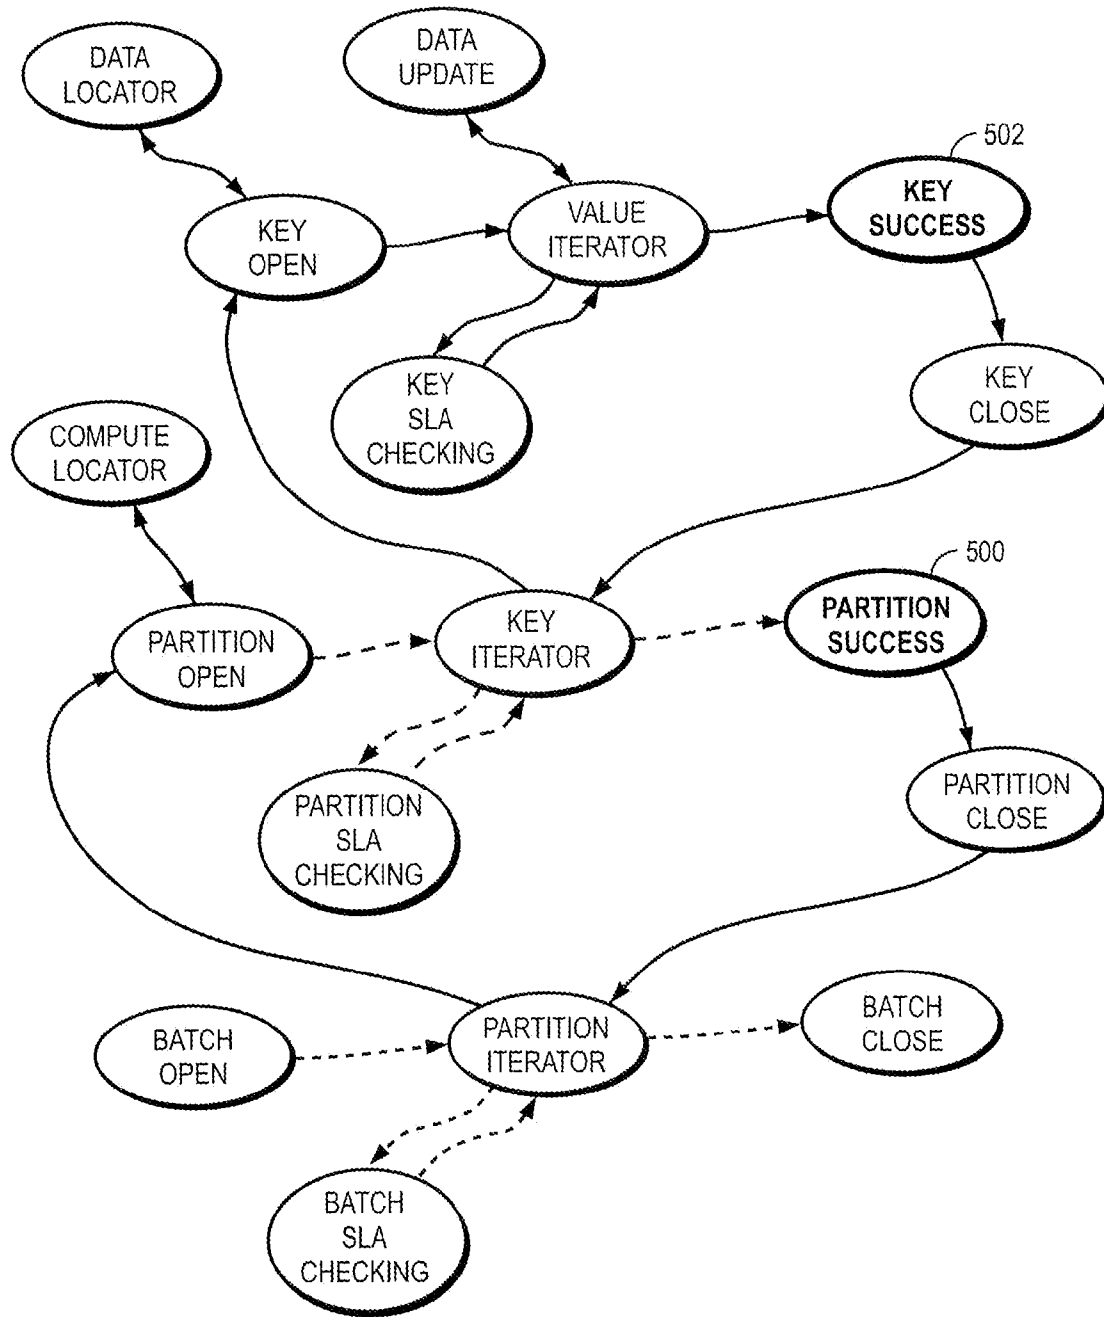 DATA
LOCATOR
DATA
UPDATE
502
KEY
SUCCESS
KEY
OPEN
VALUE
ITERATOR
KEY
SLA
CHECKING
KEY
CLOSE
COMPUTE
LOCATOR
500
PARTITION
SUCCESS
PARTITION
OPEN
KEY
ITERATOR
PARTITION
SLA
CHECKING
PARTITION
CLOSE
BATCH
OPEN
PARTITION
ITERATOR
BATCH
CLOSE
BATCH
SLA
CHECKING